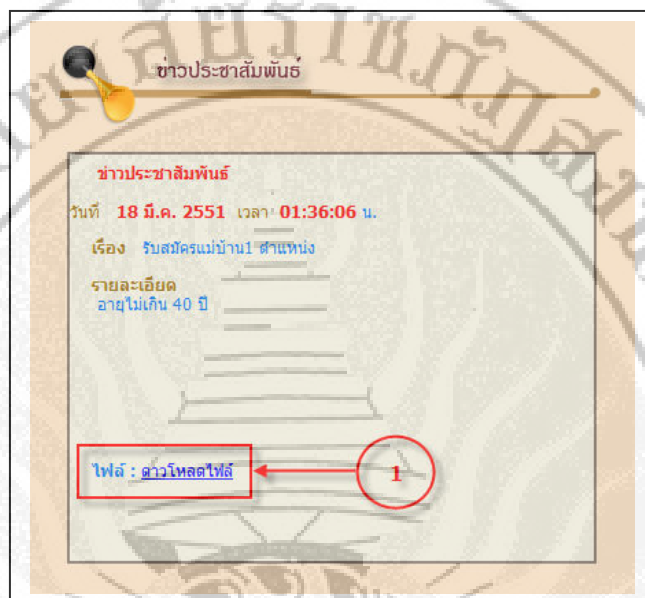 ข่าวประชาสัมพันธ์
ข่าวประชาสัมพันธ์
วันที่ 18 มี.ค. 2551 เวลา 01:36:06 น.
เรื่อง รับสมัครแม่บ้าน1 ตำแหน่ง
รายละเอียด
อายุไม่เกิน 40 ปี
ไฟล์ : ดาวโหลดไฟล์
1